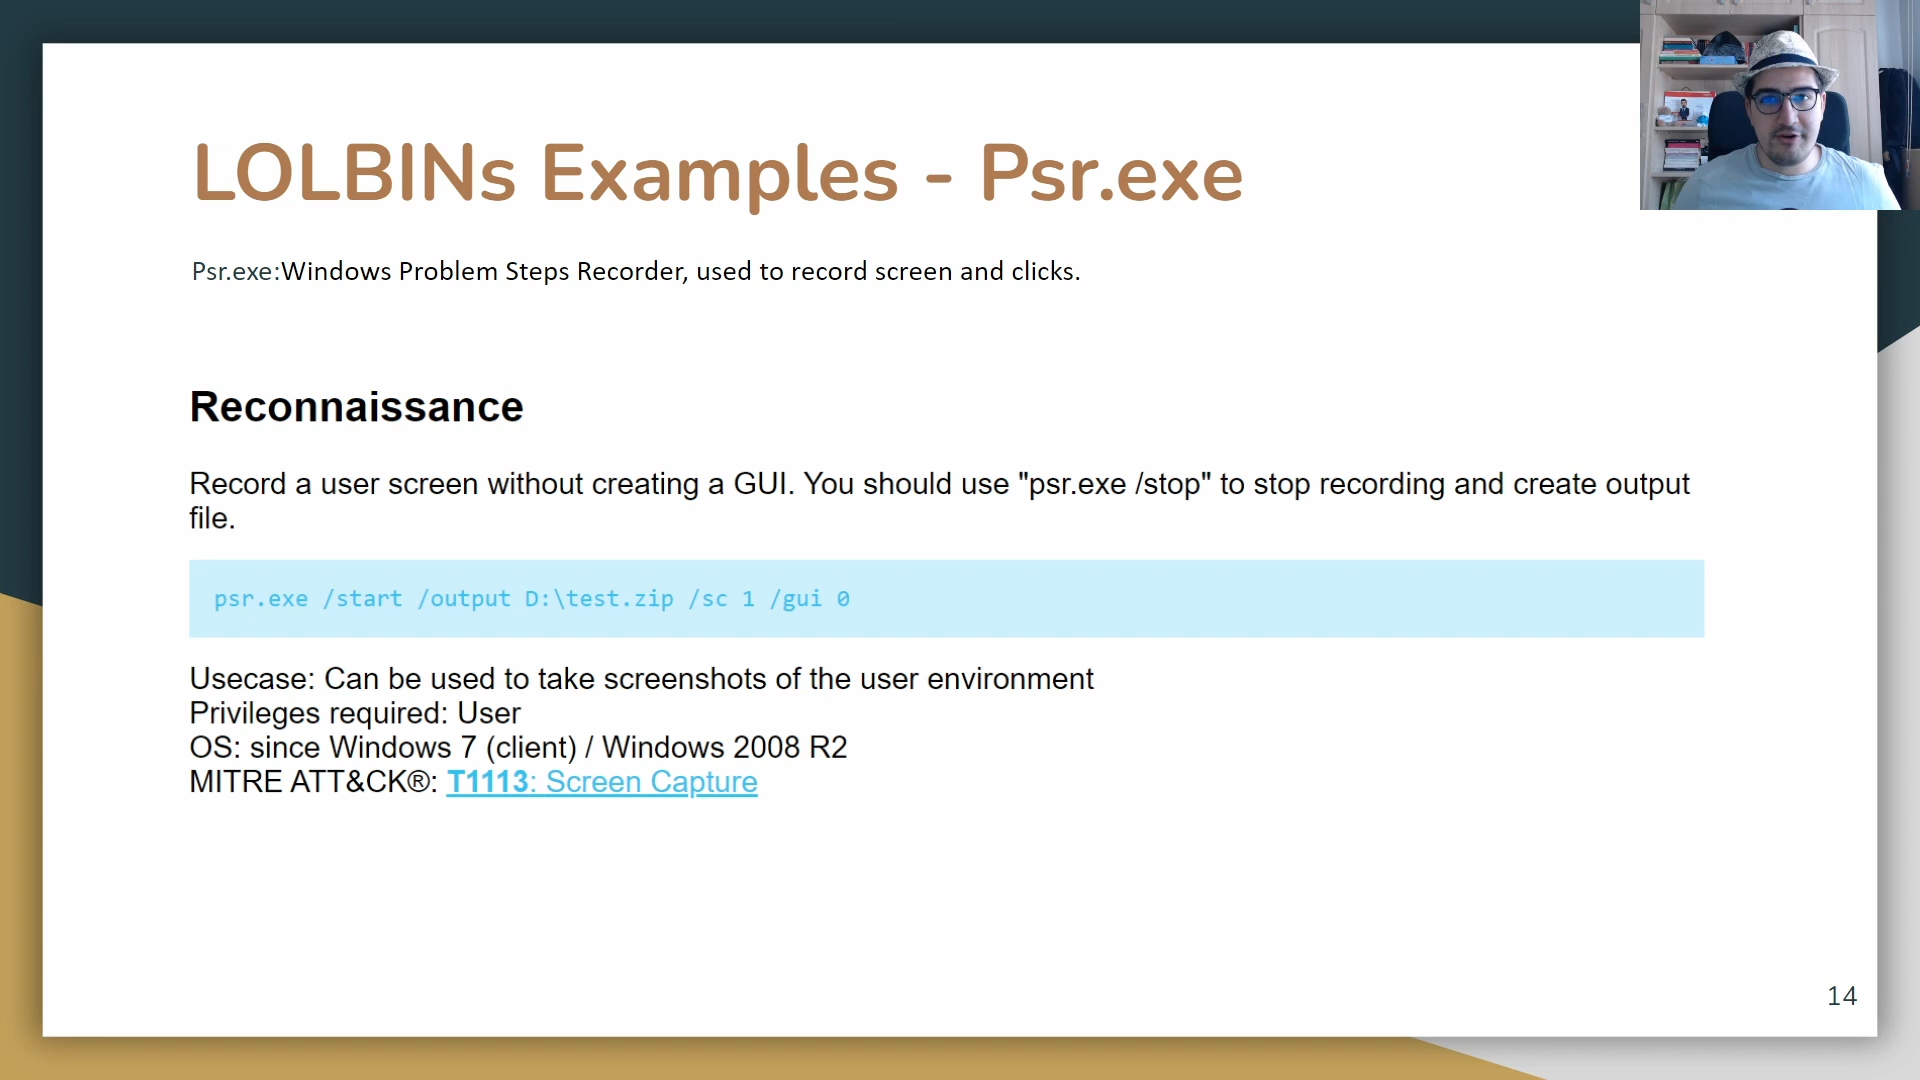 LOLBINs Examples - Psr.exe
Psr.exe:Windows Problem Steps Recorder, used to record screen and clicks.
Reconnaissance
Record a user screen without creating a GUI. You should use "psr.exe /stop" to stop recording and create output
file.
psr.exe /start /output D:\test.zip /sc 1 /gui 0
Usecase: Can be used to take screenshots of the user environment
Privileges required: User
OS: since Windows 7 (client) / Windows 2008 R2
MITRE ATT&CK®: T1113: Screen Capture
14